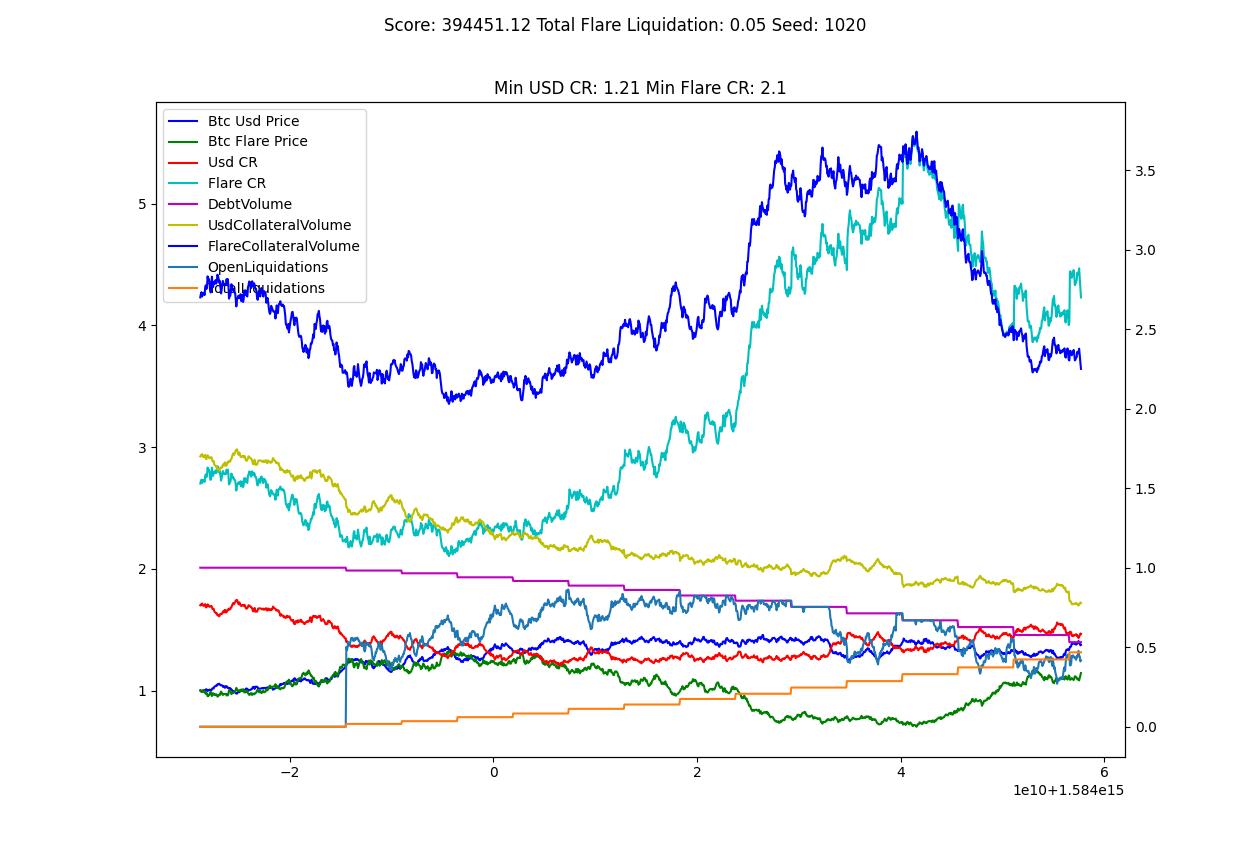 Score: 394451.12 Total Flare Liquidation: 0.05 Seed: 1020
Min USD CR: 1.21 Min Flare CR: 2.1
Btc Usd Price
Btc Flare Price
Usd CR
Flare CR
DebtVolume
UsdCollateralVolume
FlareCollateralVolume
OpenLiquidations
TotalLiquidations
5
4
3
2
1
3.5
3.0
2.5
2.0
1.5
1.0
0.5
0.0
−2
0
2
4
6
1e10+1.584e15